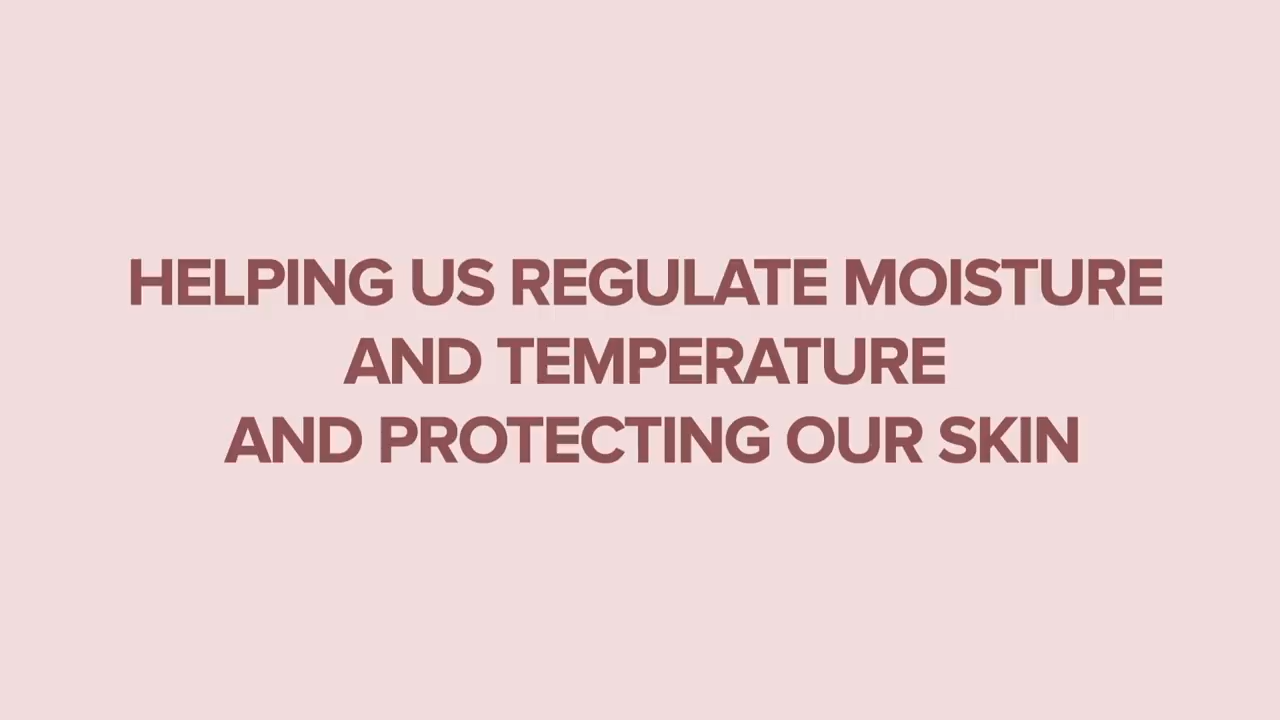 HELPING US REGULATE MOISTURE
AND TEMPERATURE
AND PROTECTING OUR SKIN